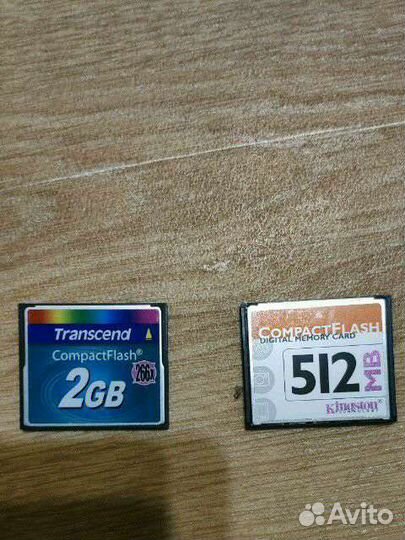 Transcend
CompactFlash®
2GB
266x
COMPACTFLASH
DIGITAL MEMORY CARD
512 MB
Kingston
Avito